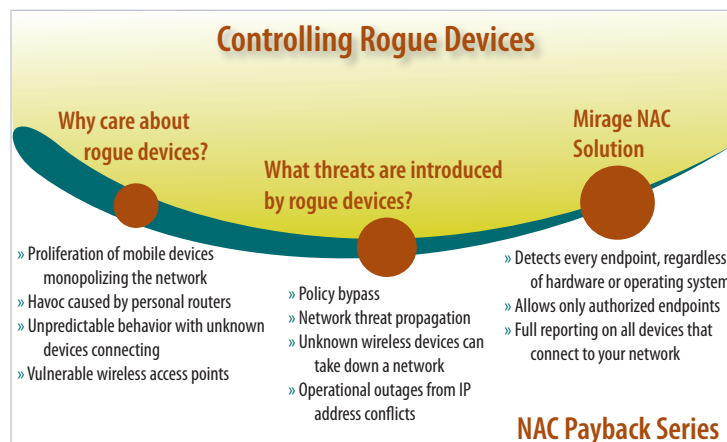 Controlling Rogue Devices
Why care about
rogue devices?
» Proliferation of mobile devices
monopolizing the network
» Havoc caused by personal routers
» Unpredictable behavior with unknown
devices connecting
» Vulnerable wireless access points
What threats are introduced
by rogue devices?
» Policy bypass
» Network threat propagation
» Unknown wireless devices can
take down a network
» Operational outages from IP
address conflicts
Mirage NAC
Solution
» Detects every endpoint, regardless
of hardware or operating system
» Allows only authorized endpoints
» Full reporting on all devices that
connect to your network
NAC Payback Series